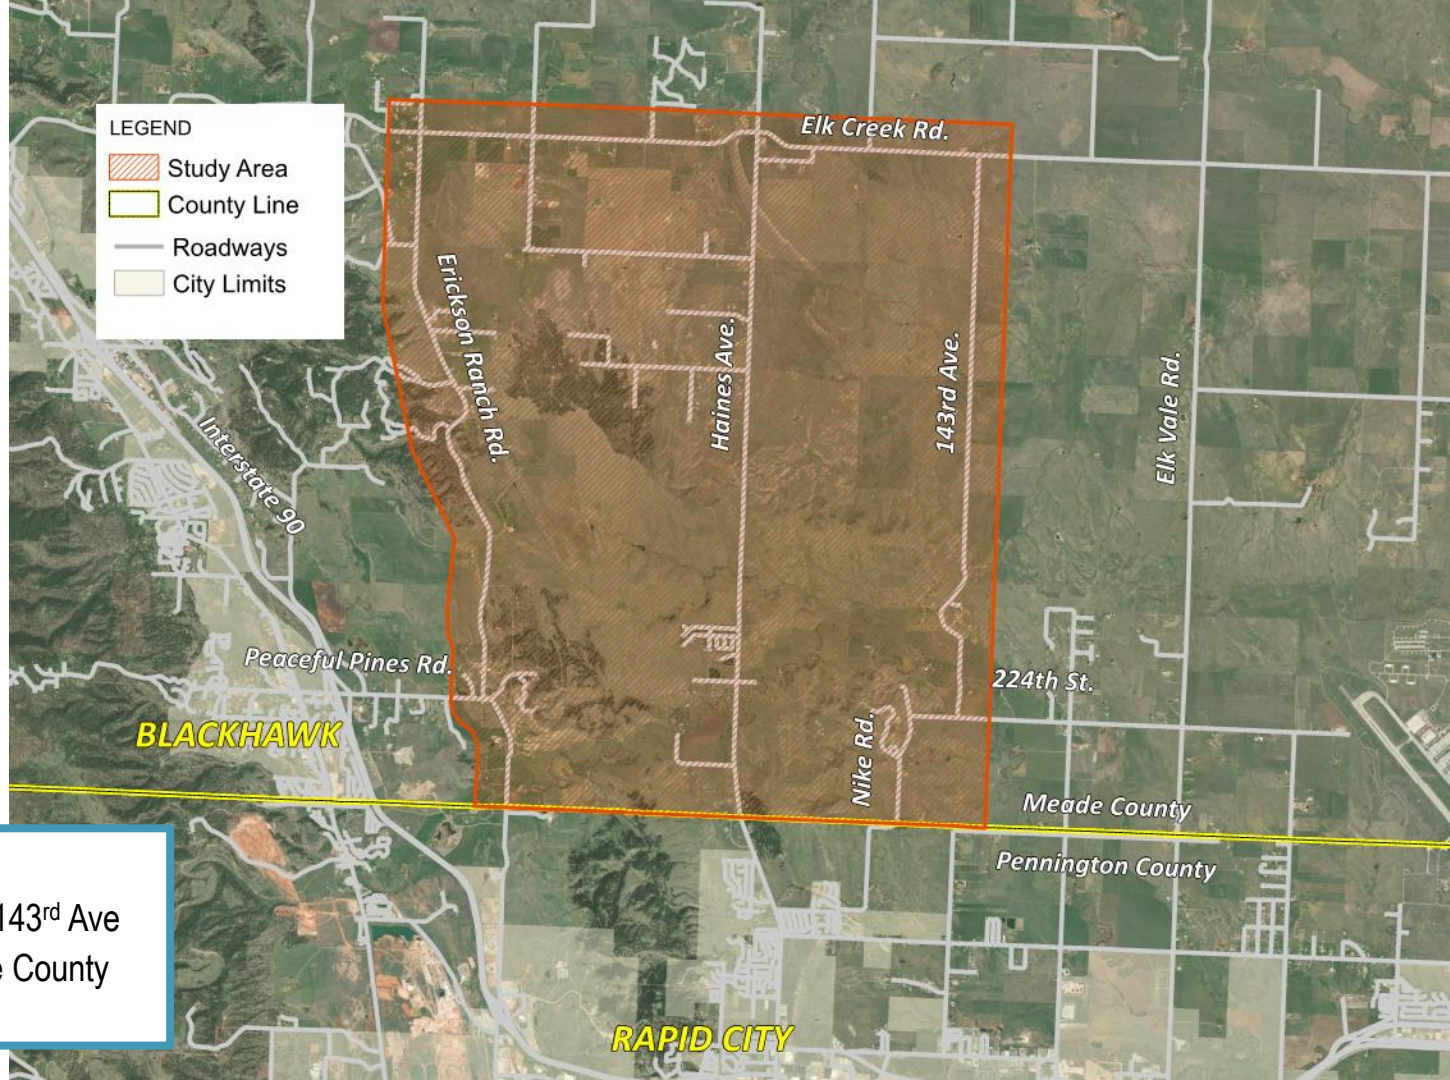 LEGEND
Study Area
County Line
Roadways
City Limits
Elk Creek Rd.
Erickson Ranch Rd.
Haines Ave.
143rd Ave.
Elk Vale Rd.
Interstate 90
Peaceful Pines Rd.
224th St.
BLACKHAWK
Nike Rd.
Meade County
Pennington County
143rd Ave
County
RAPID CITY